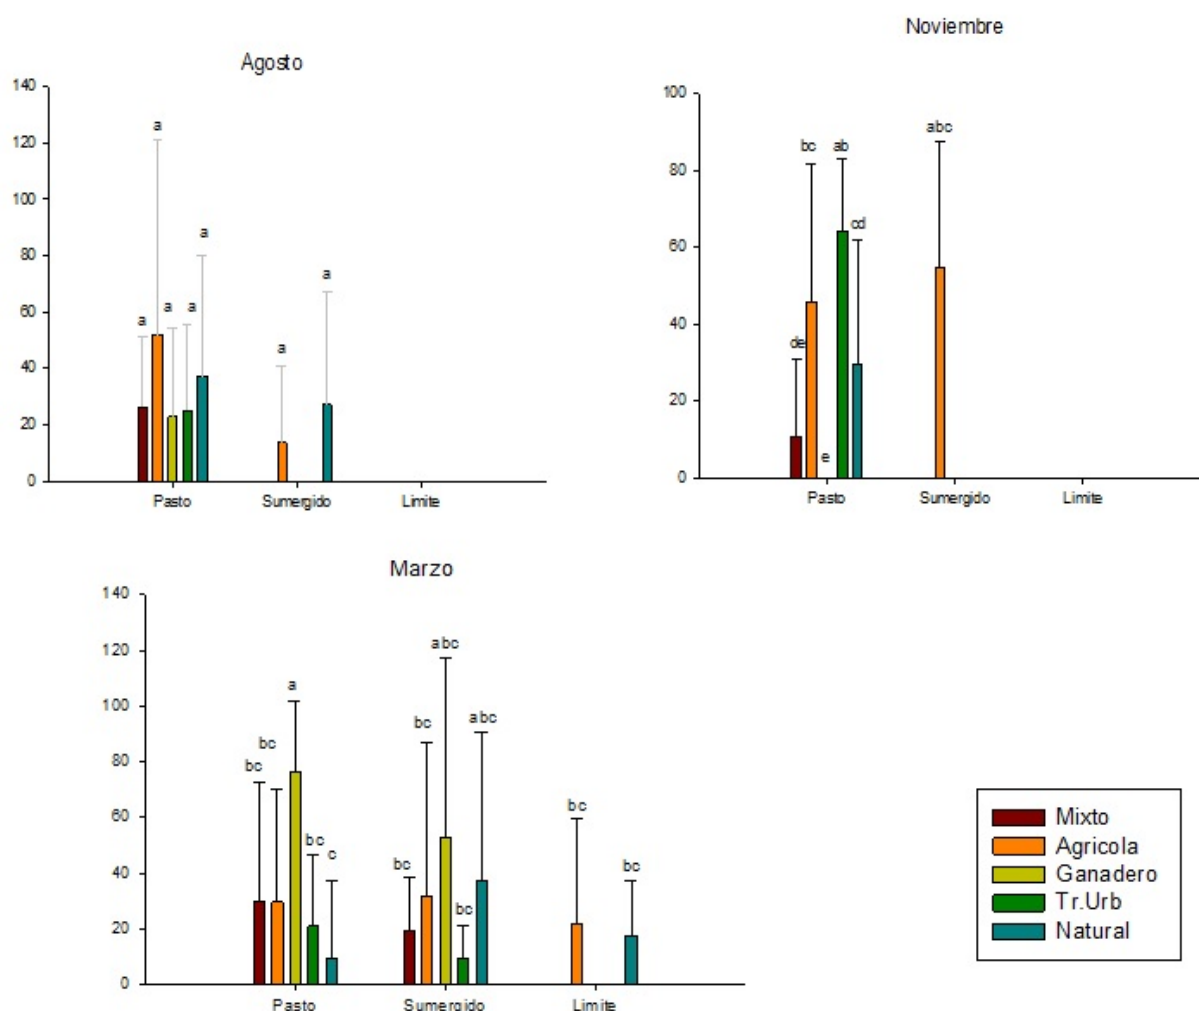 Agosto
140
120
100
80
60
40
20
0
a
a
a
a
a
a
a
Pasto
Sumergido
Limite
Noviembre
100
80
60
40
20
0
de
bc
e
ab
cd
abc
Pasto
Sumergido
Limite
Marzo
140
120
100
80
60
40
20
0
bc
bc
a
bc
c
bc
bc
abc
bc
abc
bc
bc
Pasto
Sumergido
Limite
Mixto
Agricola
Ganadero
Tr.Urb
Natural